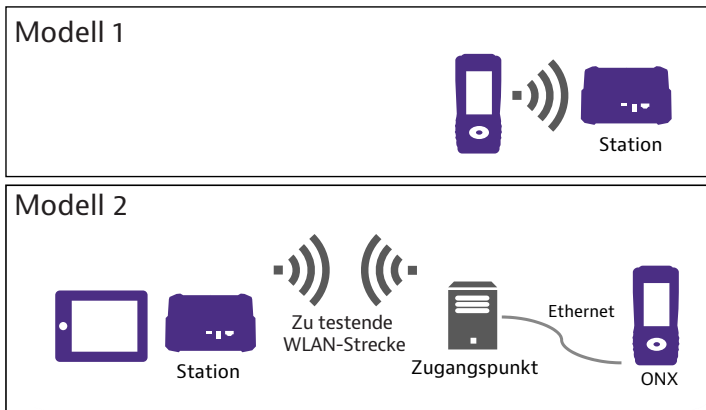 Modell 1
Station
Modell 2
Zu testende
WLAN-Strecke
Ethernet
Station
Zugangspunkt
ONX